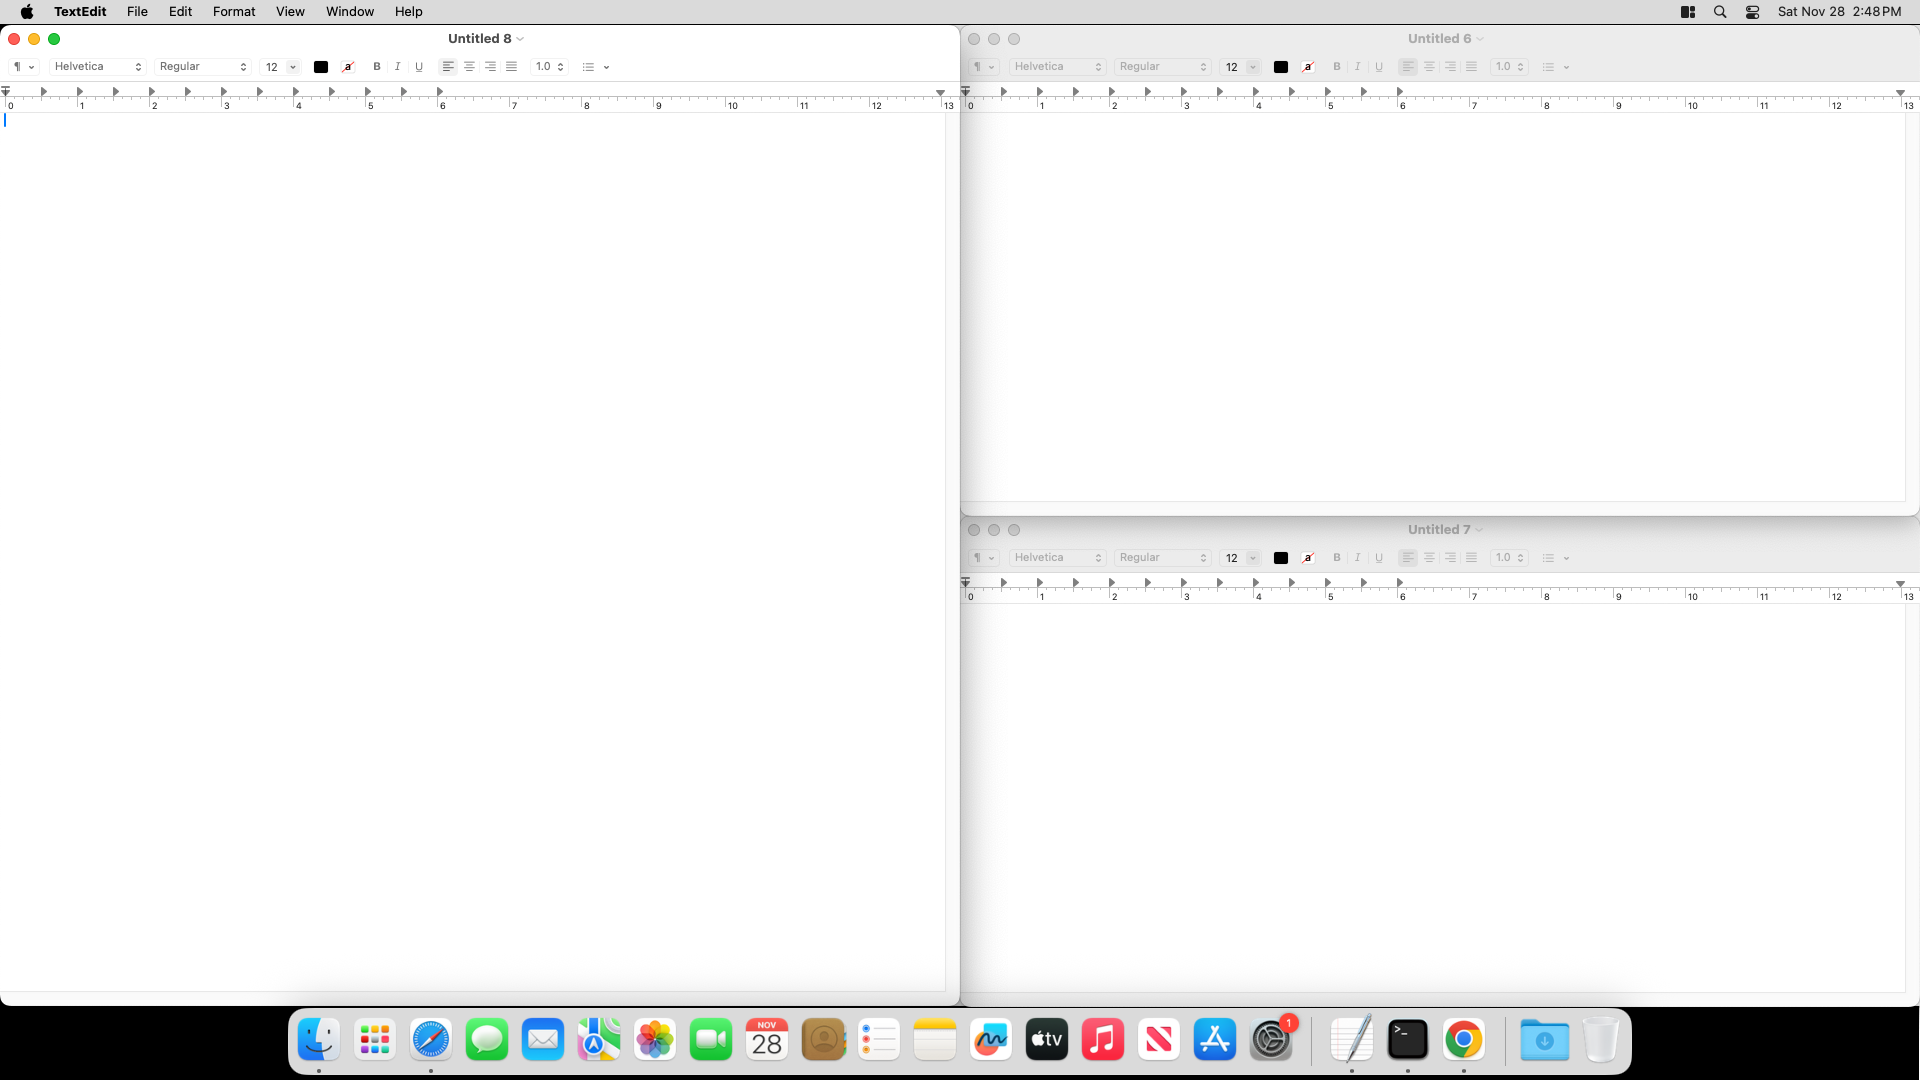 TextEdit File Edit Format View Window Help Sat Nov 28 2:48 PM
Untitled 8
¶ Helvetica Regular 12 a B I U 1.0
0 1 2 3 4 5 6 7 8 9 10 11 12 13
Untitled 6
¶ Helvetica Regular 12 a B I U 1.0
0 1 2 3 4 5 6 7 8 9 10 11 12 13
Untitled 7
¶ Helvetica Regular 12 a B I U 1.0
0 1 2 3 4 5 6 7 8 9 10 11 12 13
NOV
28
tv
1
>_